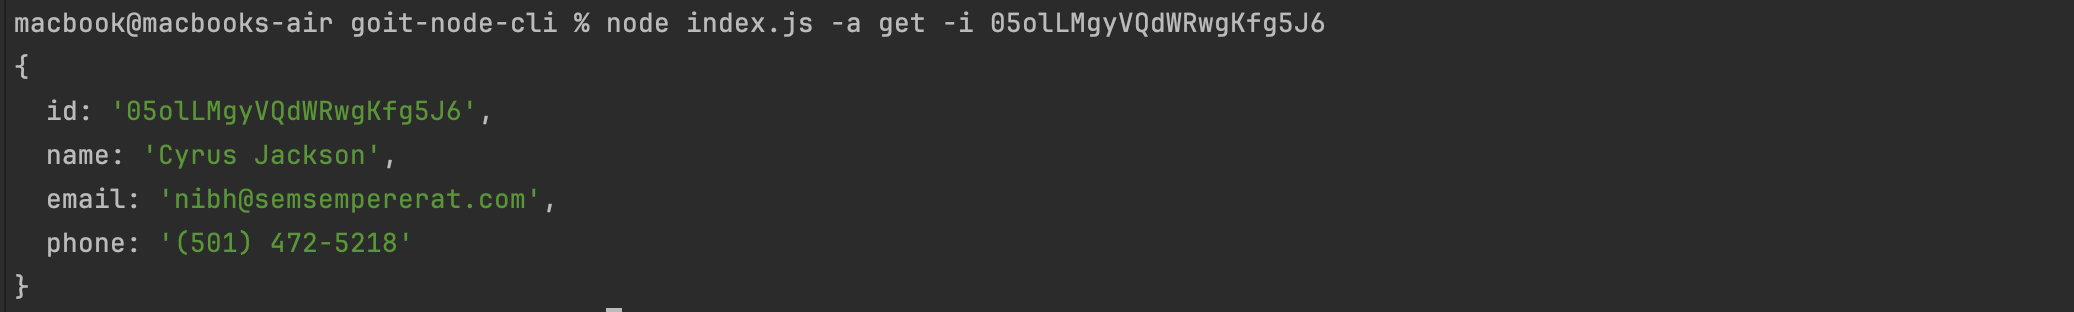 macbook@macbooks-air goit-node-cli % node index.js -a get -i 05olLMgyVQdWRwgKfg5J6
{
  id: '05olLMgyVQdWRwgKfg5J6',
  name: 'Cyrus Jackson',
  email: 'nibh@semsempererat.com',
  phone: '(501) 472-5218'
}